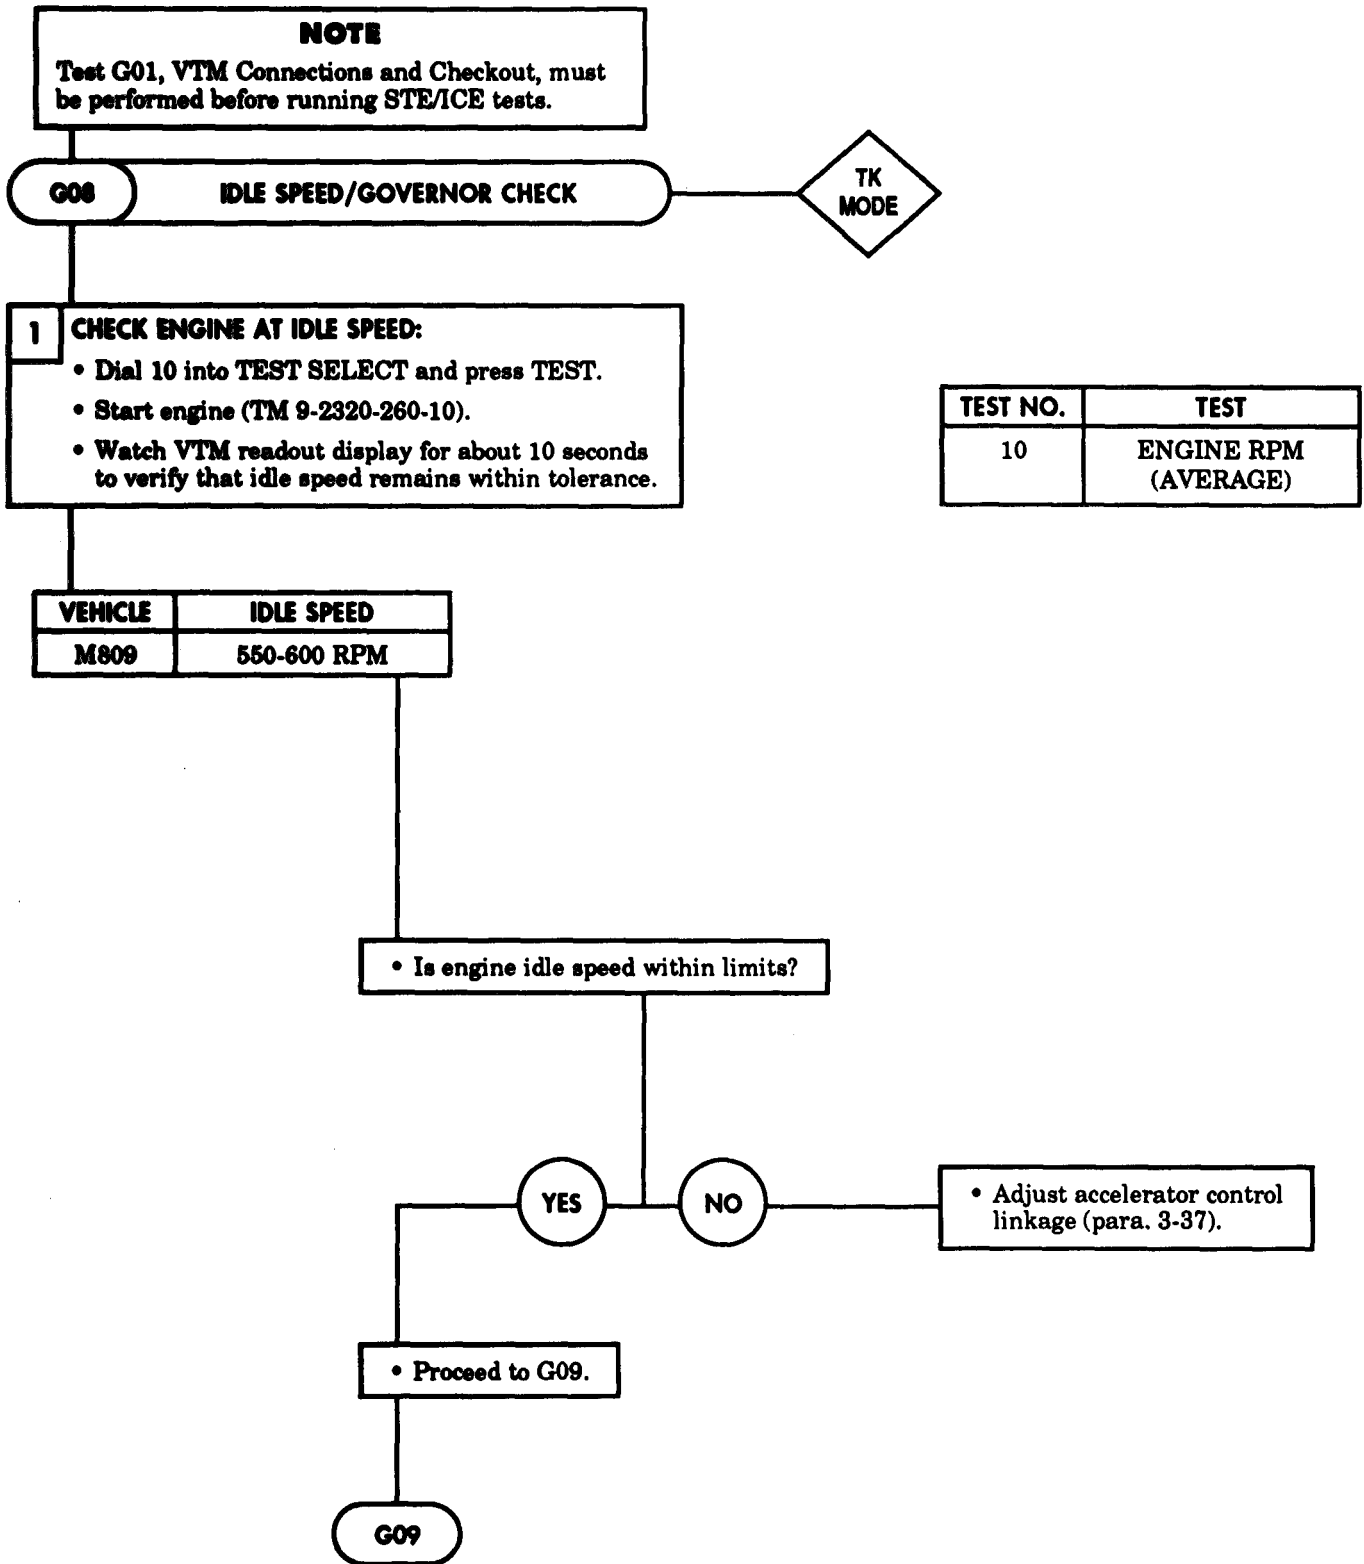 NOTE
Test G01, VTM Connections and Checkout, must
be performed before running STE/ICE tests.
G08
IDLE SPEED/GOVERNOR CHECK
TK
MODE
1
CHECK ENGINE AT IDLE SPEED:
• Dial 10 into TEST SELECT and press TEST.
• Start engine (TM 9-2320-260-10).
• Watch VTM readout display for about 10 seconds
to verify that idle speed remains within tolerance.
TEST NO. TEST
10 ENGINE RPM
(AVERAGE)
VEHICLE IDLE SPEED
M809 550-600 RPM
• Is engine idle speed within limits?
YES
NO
• Adjust accelerator control
linkage (para. 3-37).
• Proceed to G09.
G09